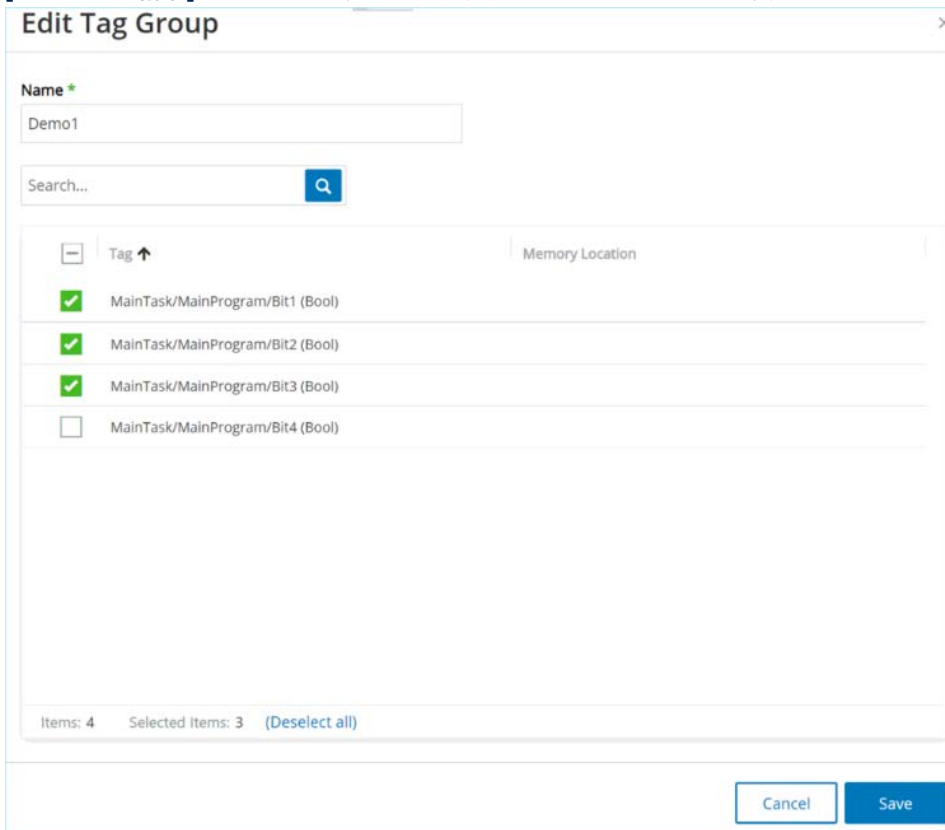 Edit Tag Group
Name *
Demo1
Search...
Tag Memory Location
MainTask/MainProgram/Bit1 (Bool)
MainTask/MainProgram/Bit2 (Bool)
MainTask/MainProgram/Bit3 (Bool)
MainTask/MainProgram/Bit4 (Bool)
Items: 4 Selected Items: 3 (Deselect all)
Cancel Save